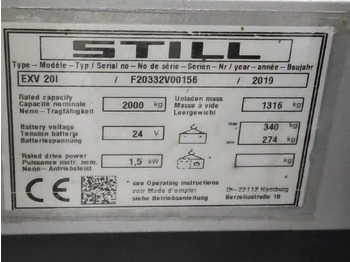 STILL
Type - Modèle - Typ / Serial no - No de série - Serien - Nr / year - année - Baujahr
EXV 20I / F20332V00156 / 2019
Rated capacity
Capacité nominale 2000 kg
Nenn - Tragfähigkeit
Unladen mass
Masse à vide 1316 kg
Leergewicht
Battery voltage
Tension batterie 24 V
Batteriespannung
max 340 kg
min 274 kg
Rated drive power
Puissance motr. nom. 1,5 kW
Nenn - Antriebsleist.
kg
CE
* see Operating instructions
voir Mode d'emploi
siehe Betriebsanleitung
D - 22113 Hamburg
Berzeliusstraße 10